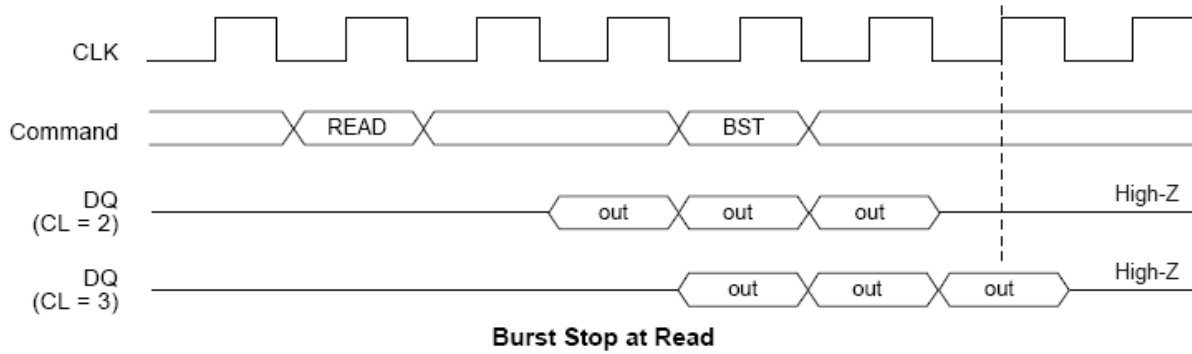 CLK
Command READ BST
DQ
(CL = 2) out out out High-Z
DQ
(CL = 3) out out out High-Z
Burst Stop at Read